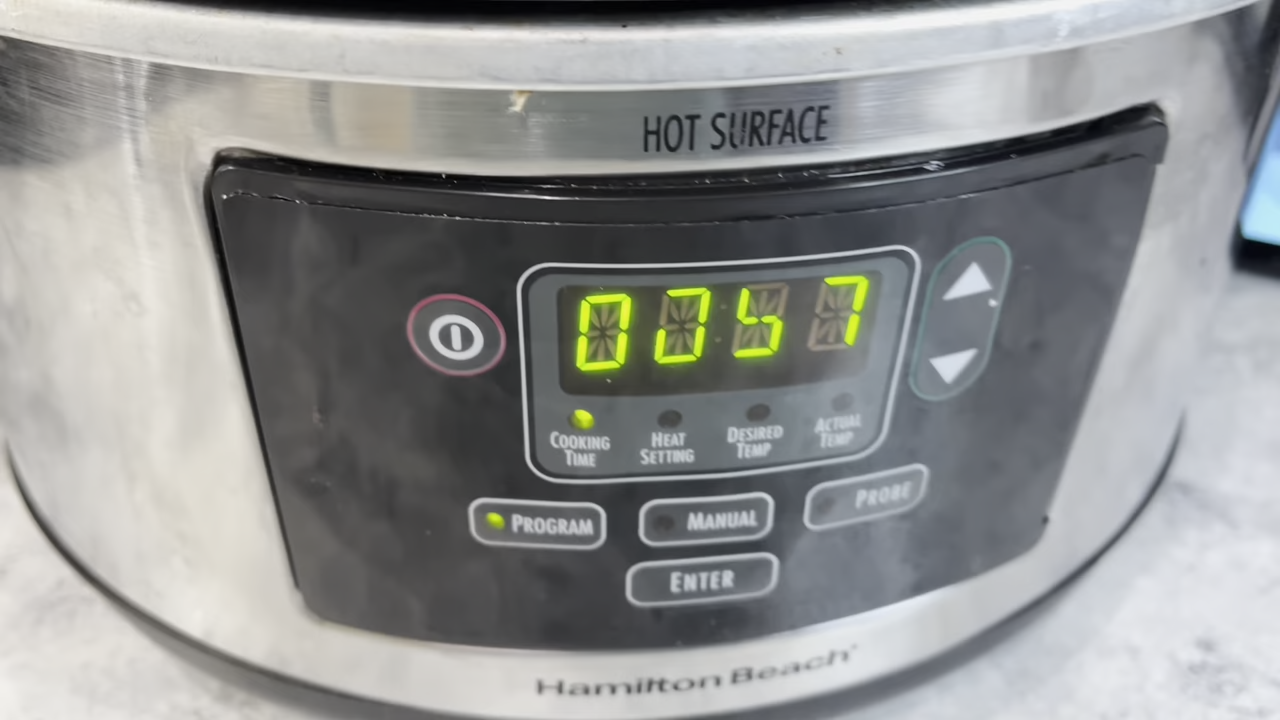 HOT SURFACE
0057
COOKING TIME
HEAT SETTING
DESIRED TEMP
ACTUAL TEMP
PROGRAM
MANUAL
PROBE
ENTER
Hamilton Beach